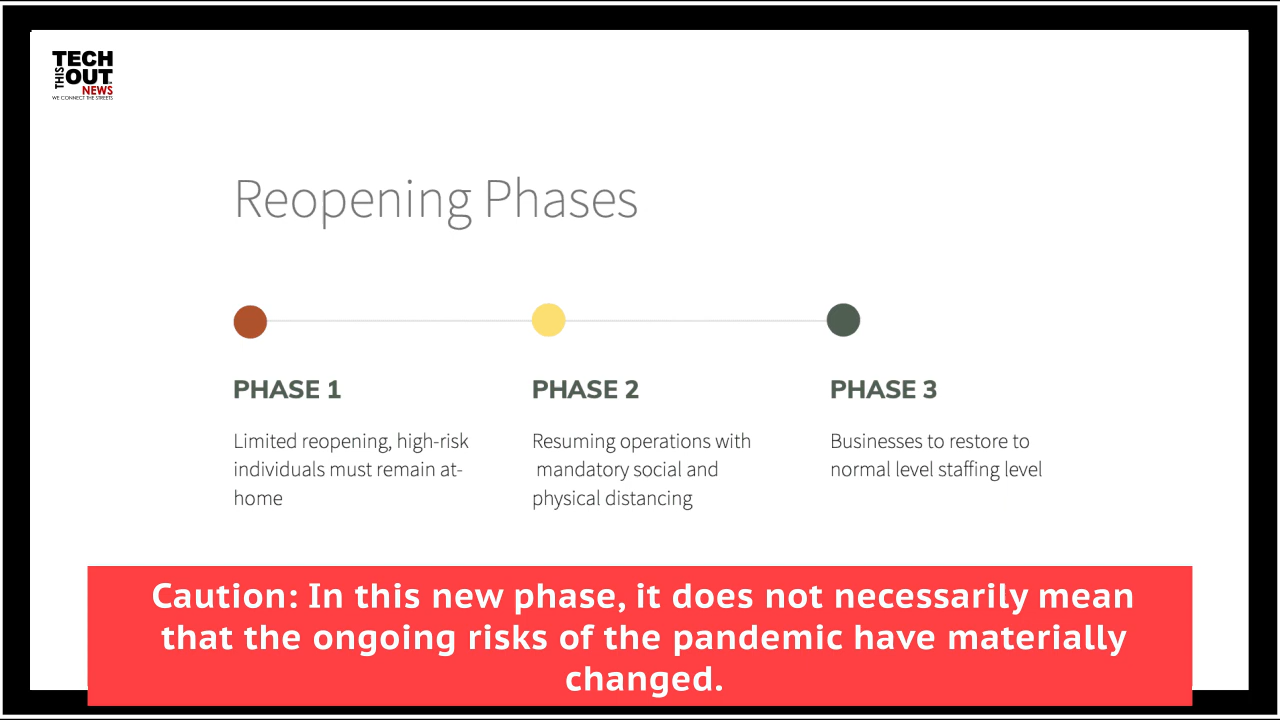 TECH
THIS
OUT
NEWS
WE CONNECT THE STREETS
Reopening Phases
PHASE 1
Limited reopening, high-risk
individuals must remain at-
home
PHASE 2
Resuming operations with
mandatory social and
physical distancing
PHASE 3
Businesses to restore to
normal level staffing level
Caution: In this new phase, it does not necessarily mean
that the ongoing risks of the pandemic have materially
changed.